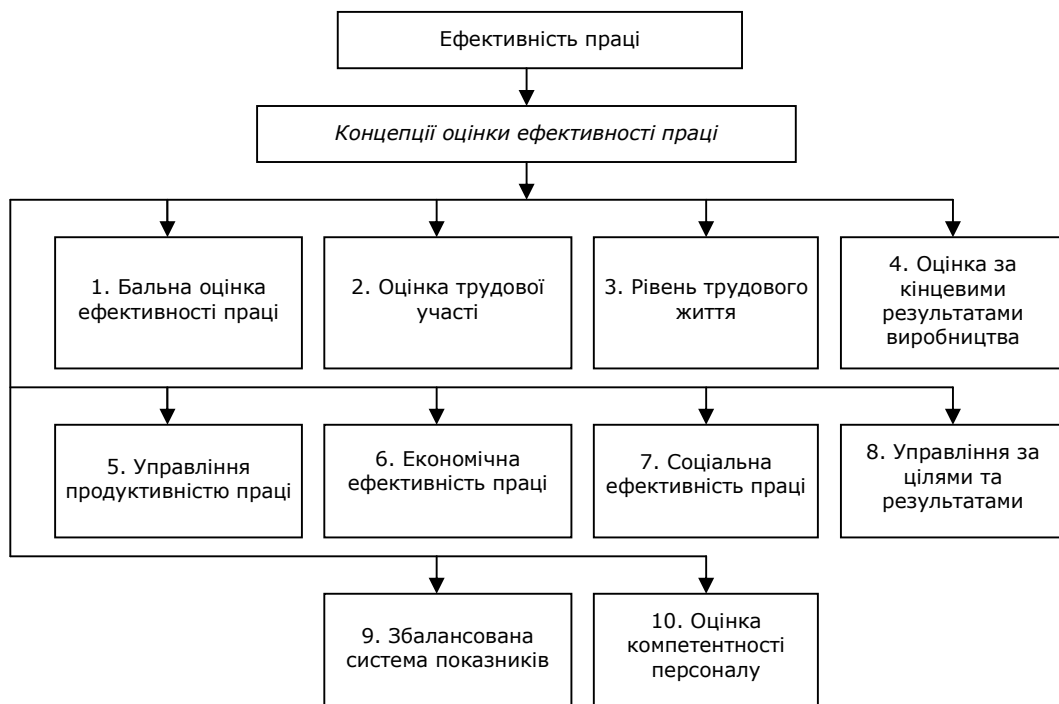 Ефективність праці
Концепції оцінки ефективності праці
1. Бальна оцінка
ефективності праці
2. Оцінка трудової
участі
3. Рівень трудового
життя
4. Оцінка за
кінцевими
результатами
виробництва
5. Управління
продуктивністю праці
6. Економічна
ефективність праці
7. Соціальна
ефективність праці
8. Управління за
цілями та
результатами
9. Збалансована
система показників
10. Оцінка
компетентності
персоналу